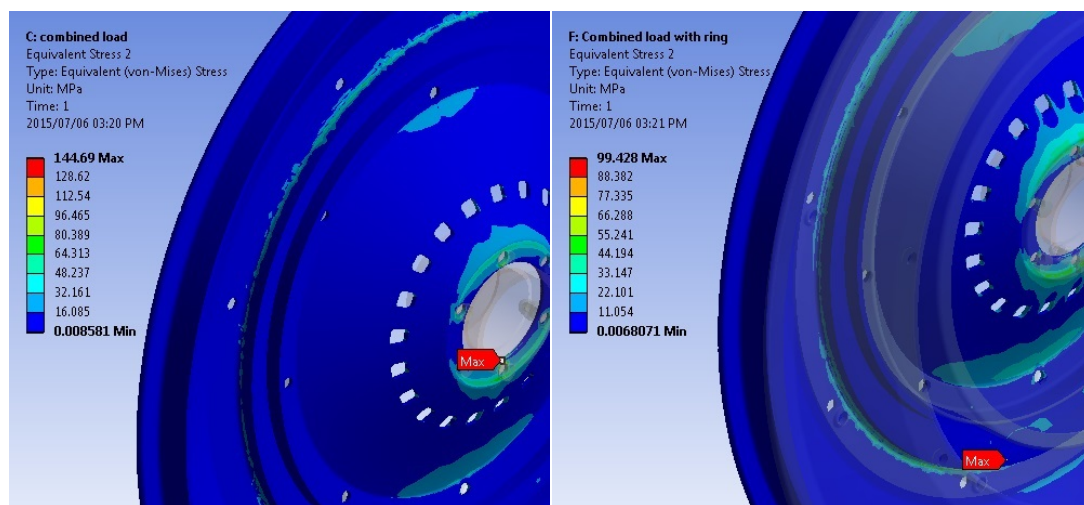 C: combined load
Equivalent Stress 2
Type: Equivalent (von-Mises) Stress
Unit: MPa
Time: 1
2015/07/06 03:20 PM
144.69 Max
128.62
112.54
96.465
80.389
64.313
48.237
32.161
16.085
0.008581 Min
Max
F: Combined load with ring
Equivalent Stress 2
Type: Equivalent (von-Mises) Stress
Unit: MPa
Time: 1
2015/07/06 03:21 PM
99.428 Max
88.382
77.335
66.288
55.241
44.194
33.147
22.101
11.054
0.0068071 Min
Max